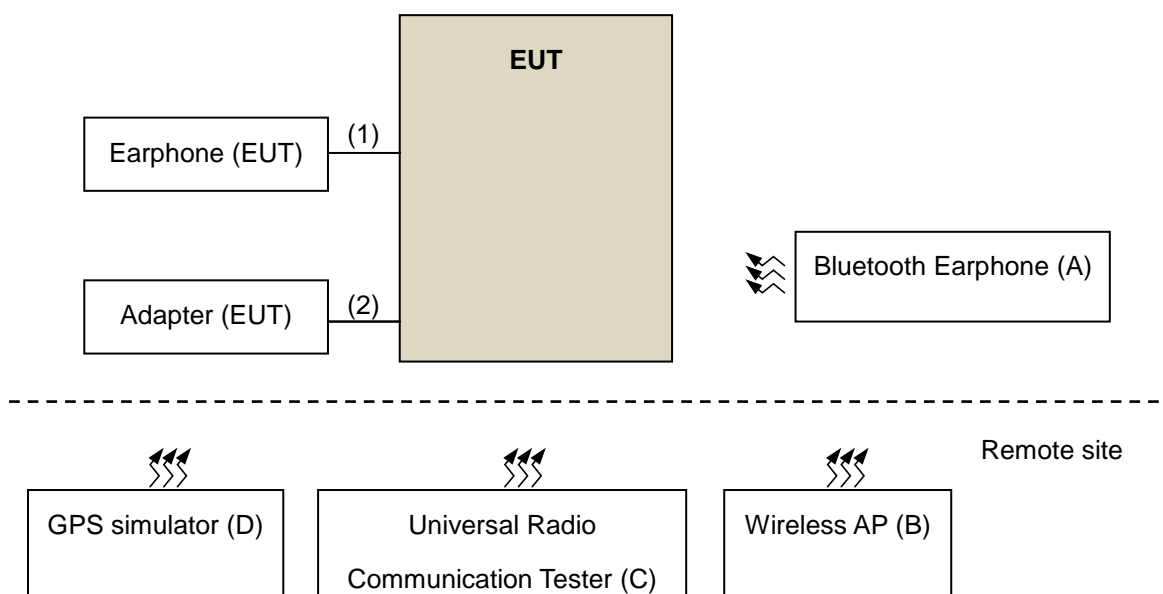 EUT
(1)
Earphone (EUT)
Bluetooth Earphone (A)
(2)
Adapter (EUT)
Remote site
GPS simulator (D)
Universal Radio
Communication Tester (C)
Wireless AP (B)